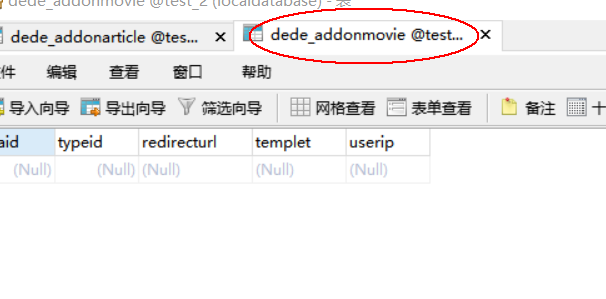 dede_addonmovie @test_2 (localdatabase) - 表
dede_addonarticle @tes... × dede_addonmovie @test... ×
件 编辑 查看 窗口 帮助
导入向导 导出向导 筛选向导 网格查看 表单查看 备注
aid typeid redirecturl templet userip
(Null) (Null) (Null) (Null) (Null)